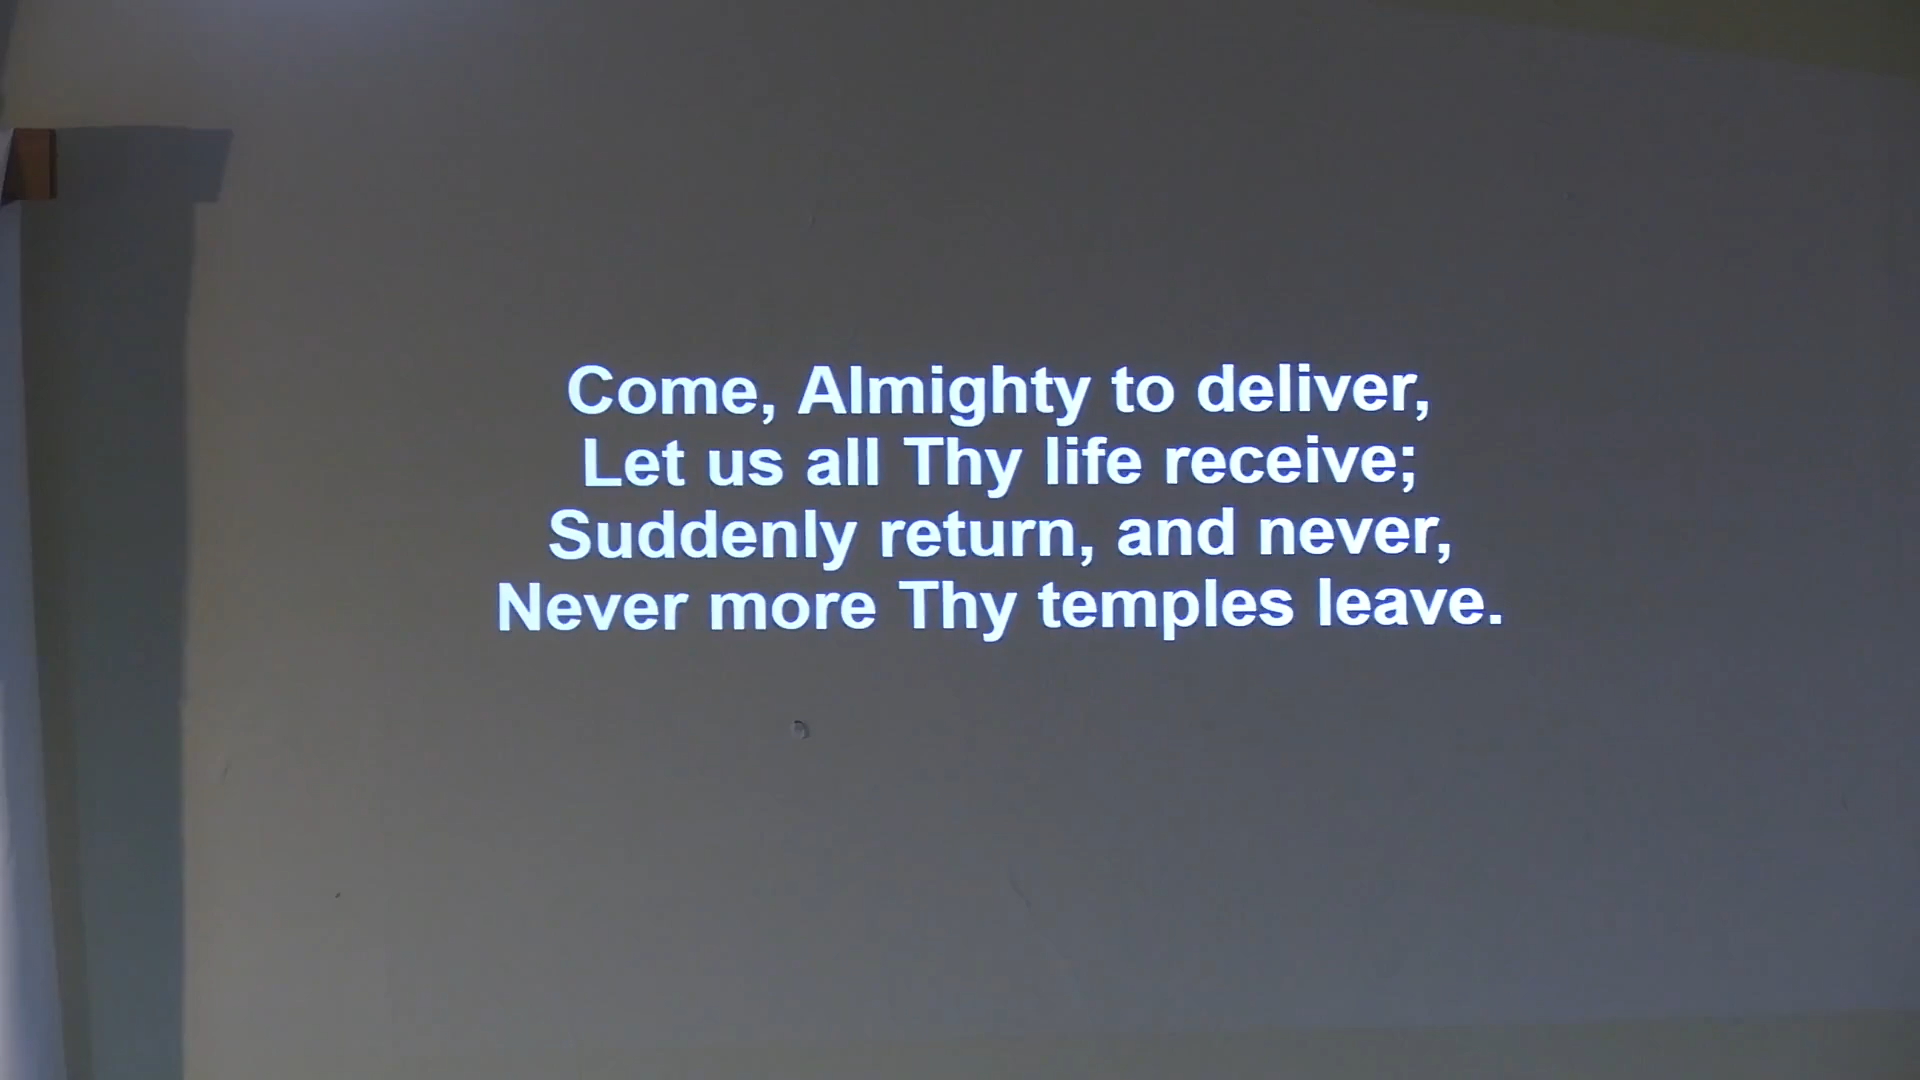 Come, Almighty to deliver,
Let us all Thy life receive;
Suddenly return, and never,
Never more Thy temples leave.